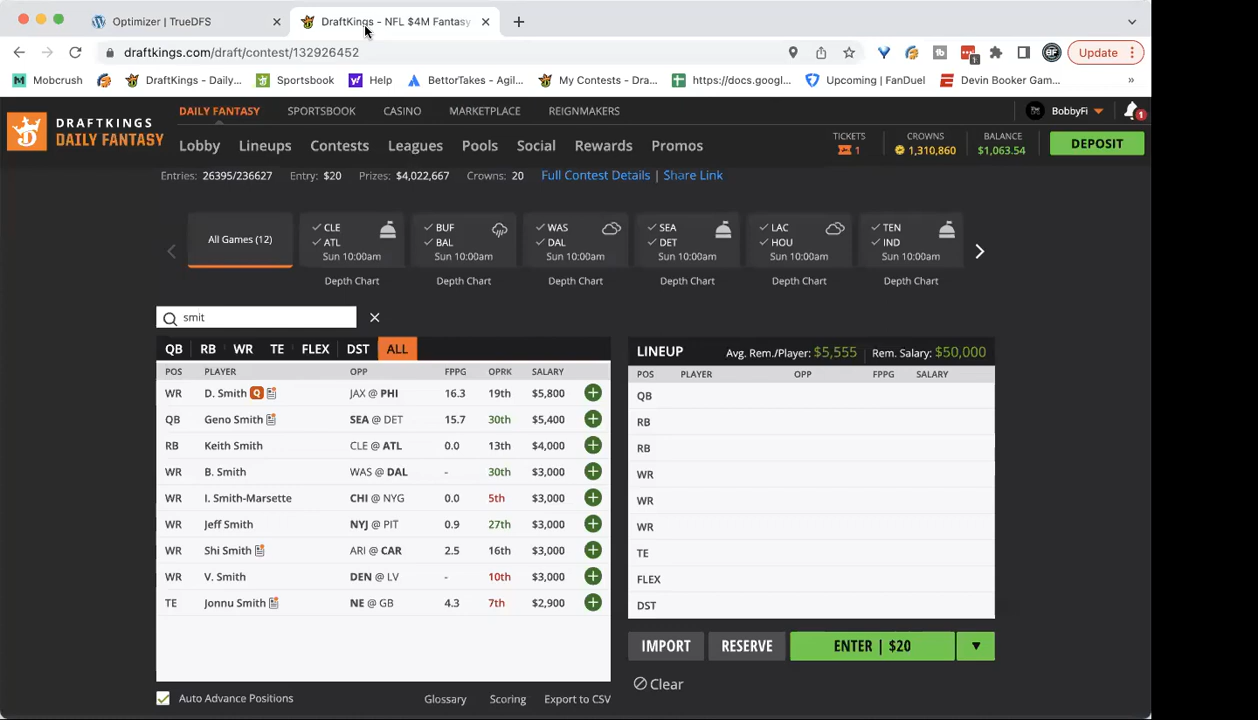 Optimizer | TrueDFS
DraftKings - NFL $4M Fantasy
draftkings.com/draft/contest/132926452
BF
Update
Mobcrush
DraftKings - Daily...
Sportsbook
Help
BettorTakes - Agil...
My Contests - Dra...
https://docs.googl...
Upcoming | FanDuel
Devin Booker Gam...
DRAFTKINGS
DAILY FANTASY
DAILY FANTASY SPORTSBOOK CASINO MARKETPLACE REIGNMAKERS
BobbyFi
1
Lobby Lineups Contests Leagues Pools Social Rewards Promos
TICKETS
1
CROWNS
1,310,860
BALANCE
$1,063.54
DEPOSIT
Entries: 26395/236627 Entry: $20 Prizes: $4,022,667 Crowns: 20 Full Contest Details | Share Link
All Games (12)
CLE
ATL
Sun 10:00am
Depth Chart
BUF
BAL
Sun 10:00am
Depth Chart
WAS
DAL
Sun 10:00am
Depth Chart
SEA
DET
Sun 10:00am
Depth Chart
LAC
HOU
Sun 10:00am
Depth Chart
TEN
IND
Sun 10:00am
Depth Chart
smit
QB RB WR TE FLEX DST ALL
POS PLAYER OPP FPPG OPRK SALARY
WR D. Smith Q JAX @ PHI 16.3 19th $5,800
QB Geno Smith SEA @ DET 15.7 30th $5,400
RB Keith Smith CLE @ ATL 0.0 13th $4,000
WR B. Smith WAS @ DAL - 30th $3,000
WR I. Smith-Marsette CHI @ NYG 0.0 5th $3,000
WR Jeff Smith NYJ @ PIT 0.9 27th $3,000
WR Shi Smith ARI @ CAR 2.5 16th $3,000
WR V. Smith DEN @ LV - 10th $3,000
TE Jonnu Smith NE @ GB 4.3 7th $2,900
Auto Advance Positions
Glossary Scoring Export to CSV
LINEUP Avg. Rem./Player: $5,555 Rem. Salary: $50,000
POS PLAYER OPP FPPG SALARY
QB
RB
RB
WR
WR
WR
TE
FLEX
DST
IMPORT RESERVE ENTER | $20
Clear